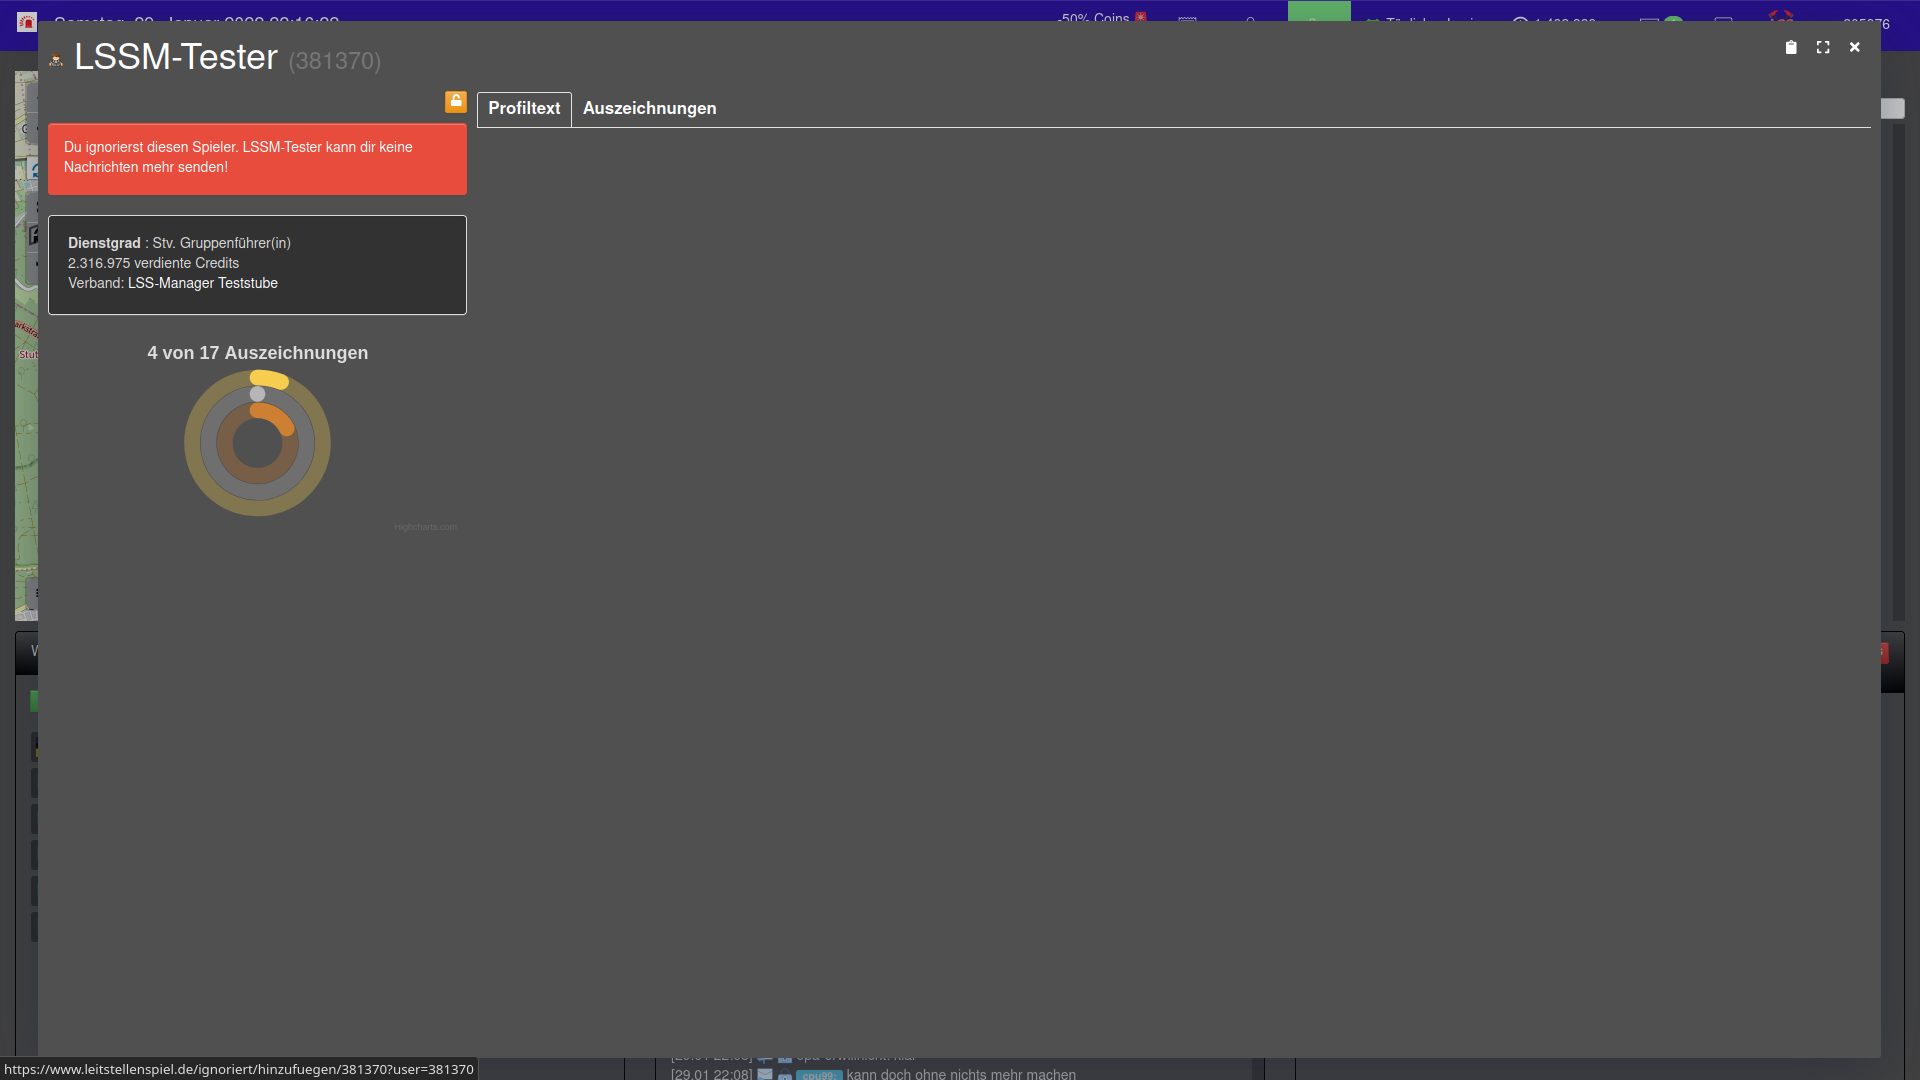 -50% Coins
LSSM-Tester (381370)
Profiltext
Auszeichnungen
Du ignorierst diesen Spieler. LSSM-Tester kann dir keine
Nachrichten mehr senden!
Dienstgrad : Stv. Gruppenführer(in)
2.316.975 verdiente Credits
Verband: LSS-Manager Teststube
4 von 17 Auszeichnungen
Highcharts.com
[29.01 22:08] cpu99: kann doch ohne nichts mehr machen
https://www.leitstellenspiel.de/ignoriert/hinzufuegen/381370?user=381370